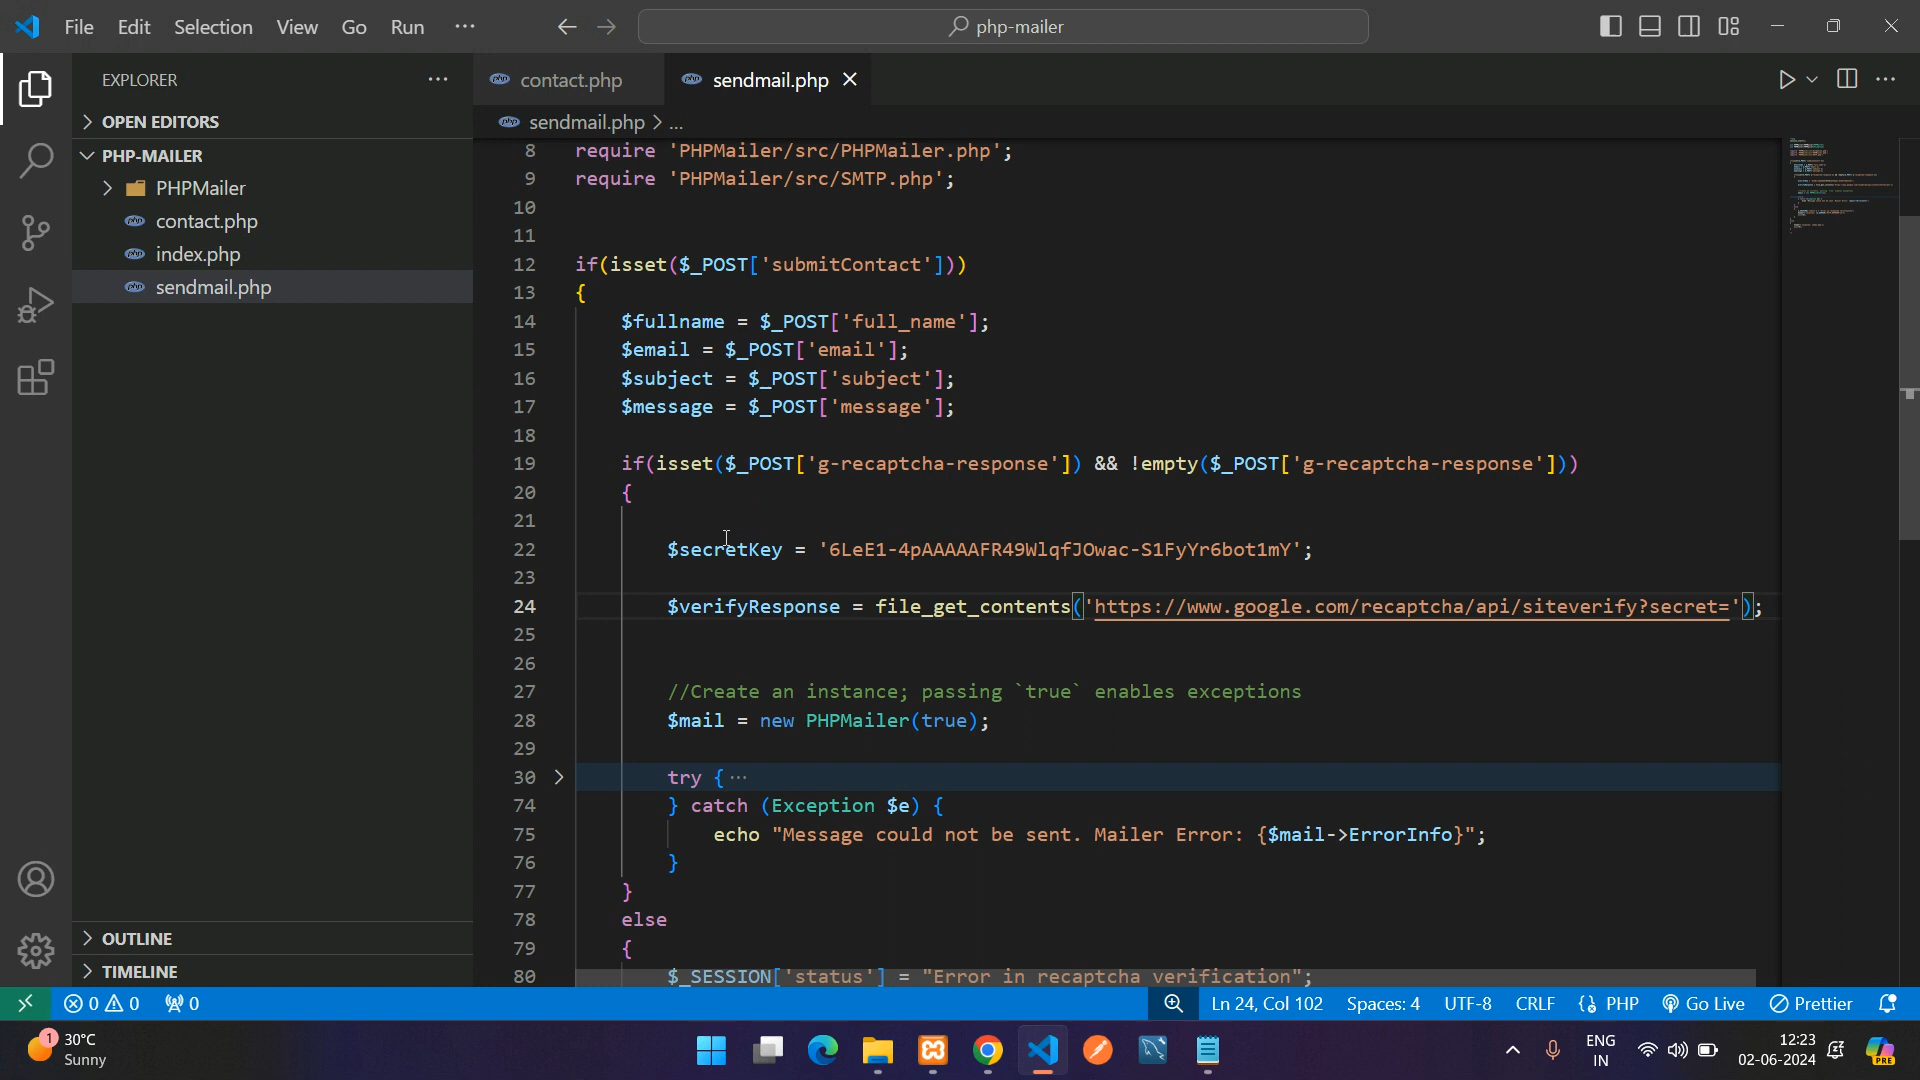 File Edit Selection View Go Run ···
php-mailer
EXPLORER
OPEN EDITORS
PHP-MAILER
PHPMailer
contact.php
index.php
sendmail.php
OUTLINE
TIMELINE
contact.php
sendmail.php
sendmail.php > ...
8 require 'PHPMailer/src/PHPMailer.php';
9 require 'PHPMailer/src/SMTP.php';
10
11
12 if(isset($_POST['submitContact']))
13 {
14 $fullname = $_POST['full_name'];
15 $email = $_POST['email'];
16 $subject = $_POST['subject'];
17 $message = $_POST['message'];
18
19 if(isset($_POST['g-recaptcha-response']) && !empty($_POST['g-recaptcha-response']))
20 {
21
22 $secretKey = '6LeE1-4pAAAAAFR49WlqfJOwac-S1FyYr6bot1mY';
23
24 $verifyResponse = file_get_contents('https://www.google.com/recaptcha/api/siteverify?secret=');
25
26
27 //Create an instance; passing `true` enables exceptions
28 $mail = new PHPMailer(true);
29
30 try { ···
74 } catch (Exception $e) {
75 echo "Message could not be sent. Mailer Error: {$mail->ErrorInfo}";
76 }
77 }
78 else
79 {
80 $_SESSION['status'] = "Error in recaptcha verification";
0 0 0
Ln 24, Col 102 Spaces: 4 UTF-8 CRLF {} PHP Go Live Prettier
1
30°C
Sunny
ENG
IN
12:23
02-06-2024
PRE